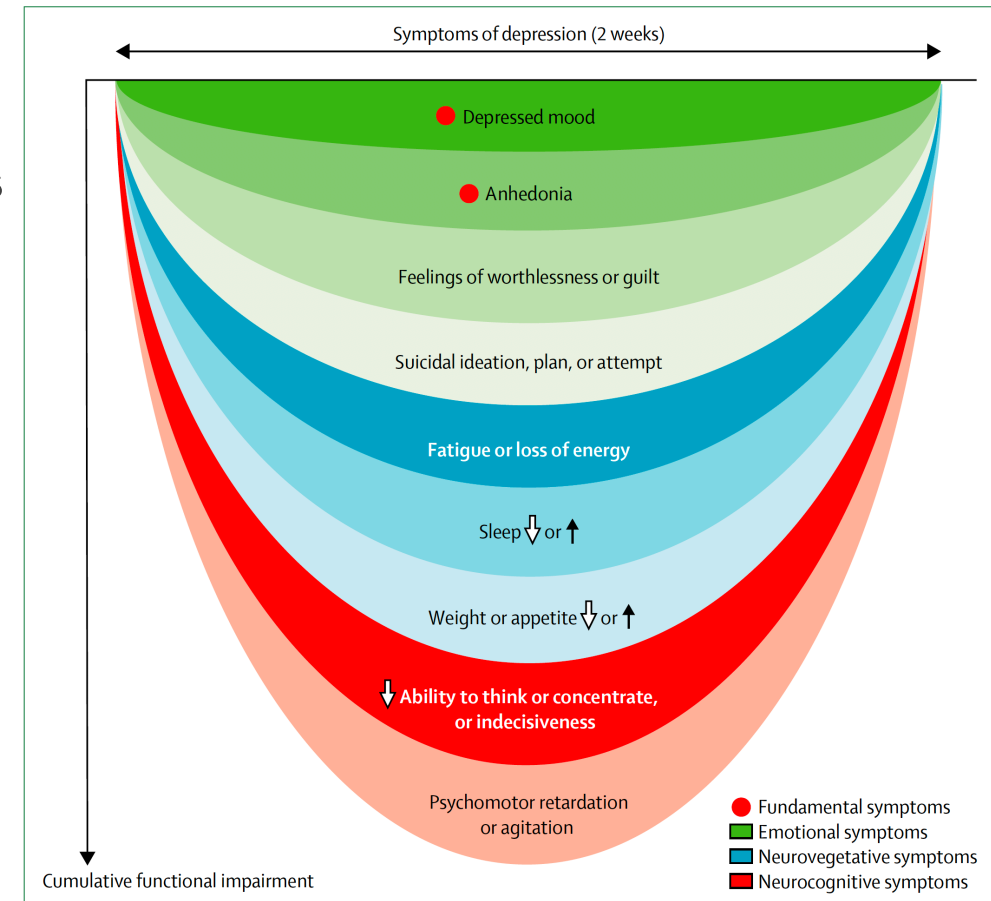 Symptoms of depression (2 weeks)
Depressed mood
Anhedonia
Feelings of worthlessness or guilt
Suicidal ideation, plan, or attempt
Fatigue or loss of energy
Sleep ⇩ or ↑
Weight or appetite ⇩ or ↑
⇩ Ability to think or concentrate,
or indecisiveness
Psychomotor retardation
or agitation
Fundamental symptoms
Emotional symptoms
Neurovegetative symptoms
Neurocognitive symptoms
Cumulative functional impairment